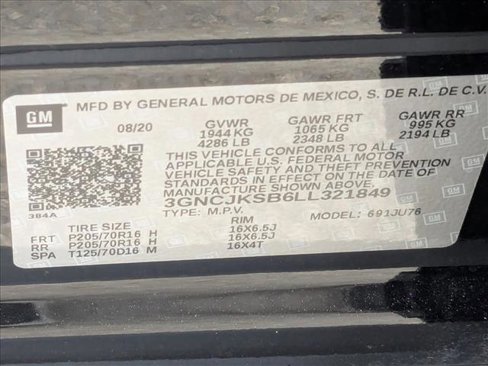 GM
MFD BY GENERAL MOTORS DE MEXICO, S. DE R.L. DE C.V.
08/20 GVWR GAWR FRT GAWR RR
1944 KG 1065 KG 995 KG
4286 LB 2348 LB 2194 LB
THIS VEHICLE CONFORMS TO ALL
APPLICABLE U.S. FEDERAL MOTOR
VEHICLE SAFETY AND THEFT PREVENTION
STANDARDS IN EFFECT ON THE DATE OF
MANUFACTURE SHOWN ABOVE.
3GNCJKSB6LL321849
384A
TYPE: M.P.V. MODEL: 691JU76
TIRE SIZE RIM
FRT P205/70R16 H 16X6.5J
RR P205/70R16 H 16X6.5J
SPA T125/70D16 M 16X4T